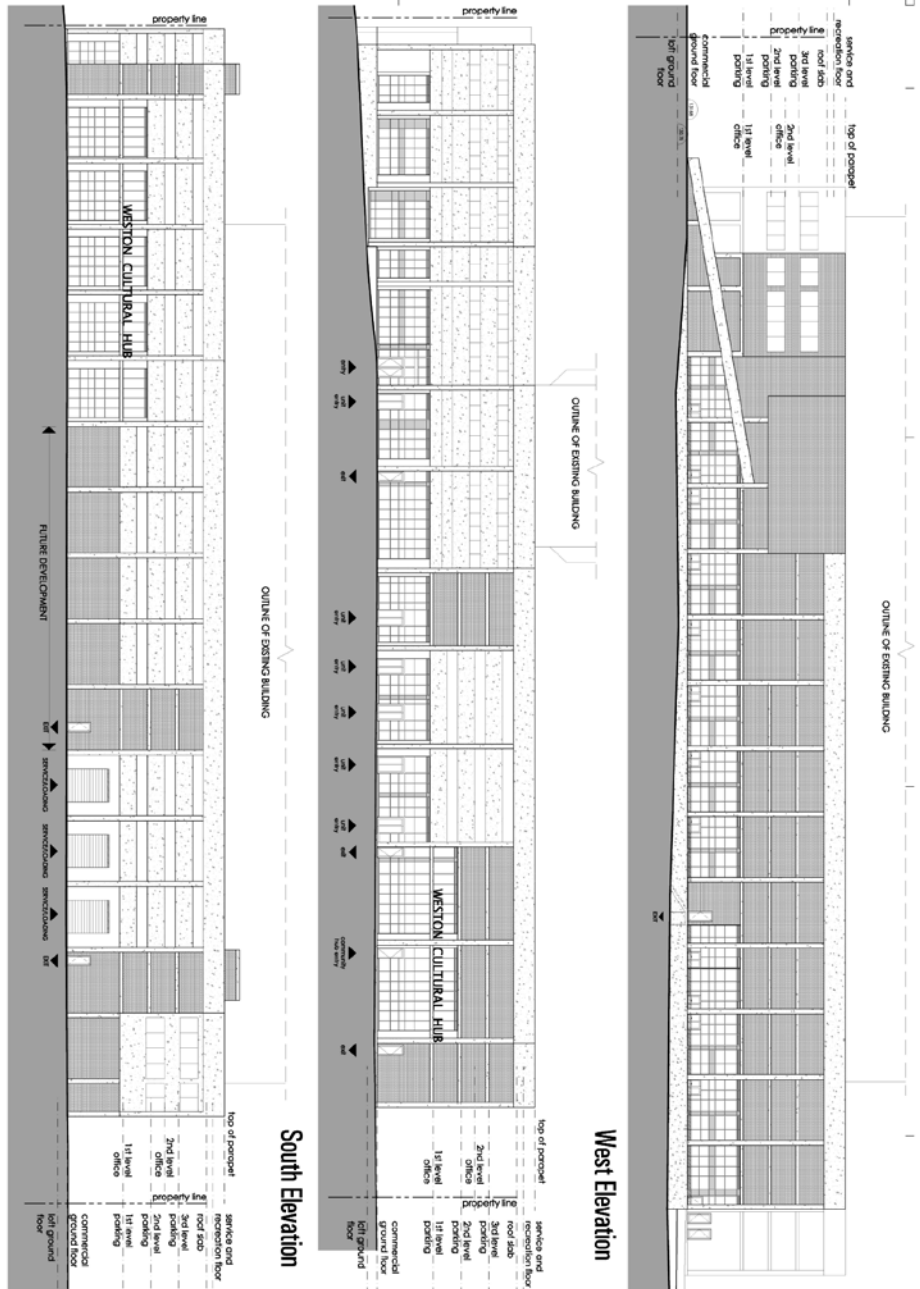 OUTLINE OF EXISTING BUILDING
top of parapet
service and
recreation floor
property line
roof slab
3rd level
parking
2nd level
office
2nd level
parking
1st level
office
1st level
parking
commercial
ground floor
loft ground
floor
EXIT
West Elevation
OUTLINE OF EXISTING BUILDING
property line
WESTON CULTURAL HUB
entry
unit
entry
exit
unit
entry
unit
entry
unit
entry
unit
entry
unit
entry
exit
community
hub entry
exit
top of parapet
service and
recreation floor
property line
roof slab
3rd level
parking
2nd level
office
2nd level
parking
1st level
office
1st level
parking
commercial
ground floor
loft ground
floor
South Elevation
OUTLINE OF EXISTING BUILDING
property line
WESTON CULTURAL HUB
FUTURE DEVELOPMENT
EXIT
SERVICE/LOADING
SERVICE/LOADING
SERVICE/LOADING
EXIT
top of parapet
service and
recreation floor
property line
roof slab
3rd level
parking
2nd level
office
2nd level
parking
1st level
office
1st level
parking
commercial
ground floor
loft ground
floor